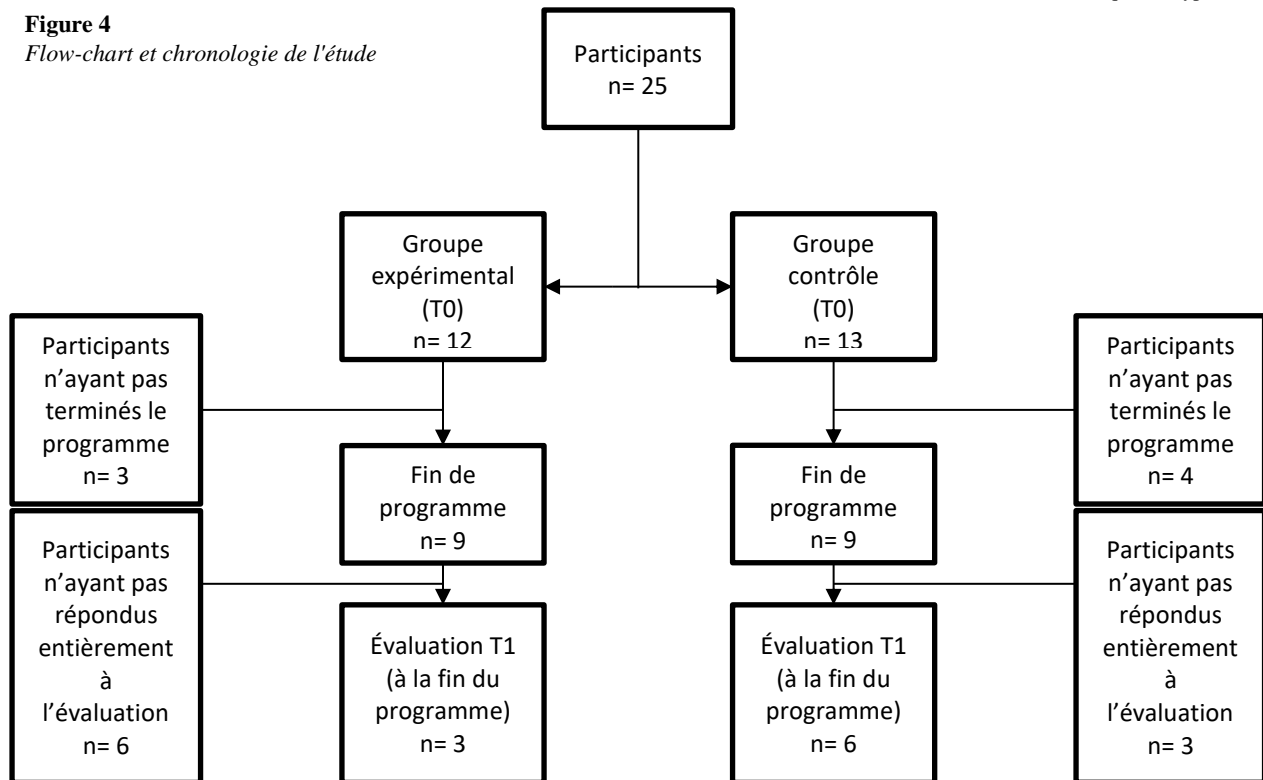 Figure 4
Flow-chart et chronologie de l'étude
Participants
n= 25
Groupe
expérimental
(T0)
n= 12
Groupe
contrôle
(T0)
n= 13
Participants
n’ayant pas
terminés le
programme
n= 3
Participants
n’ayant pas
terminés le
programme
n= 4
Fin de
programme
n= 9
Fin de
programme
n= 9
Participants
n’ayant pas
répondus
entièrement
à
l’évaluation
n= 6
Évaluation T1
(à la fin du
programme)
n= 3
Évaluation T1
(à la fin du
programme)
n= 6
Participants
n’ayant pas
répondus
entièrement
à
l’évaluation
n= 3